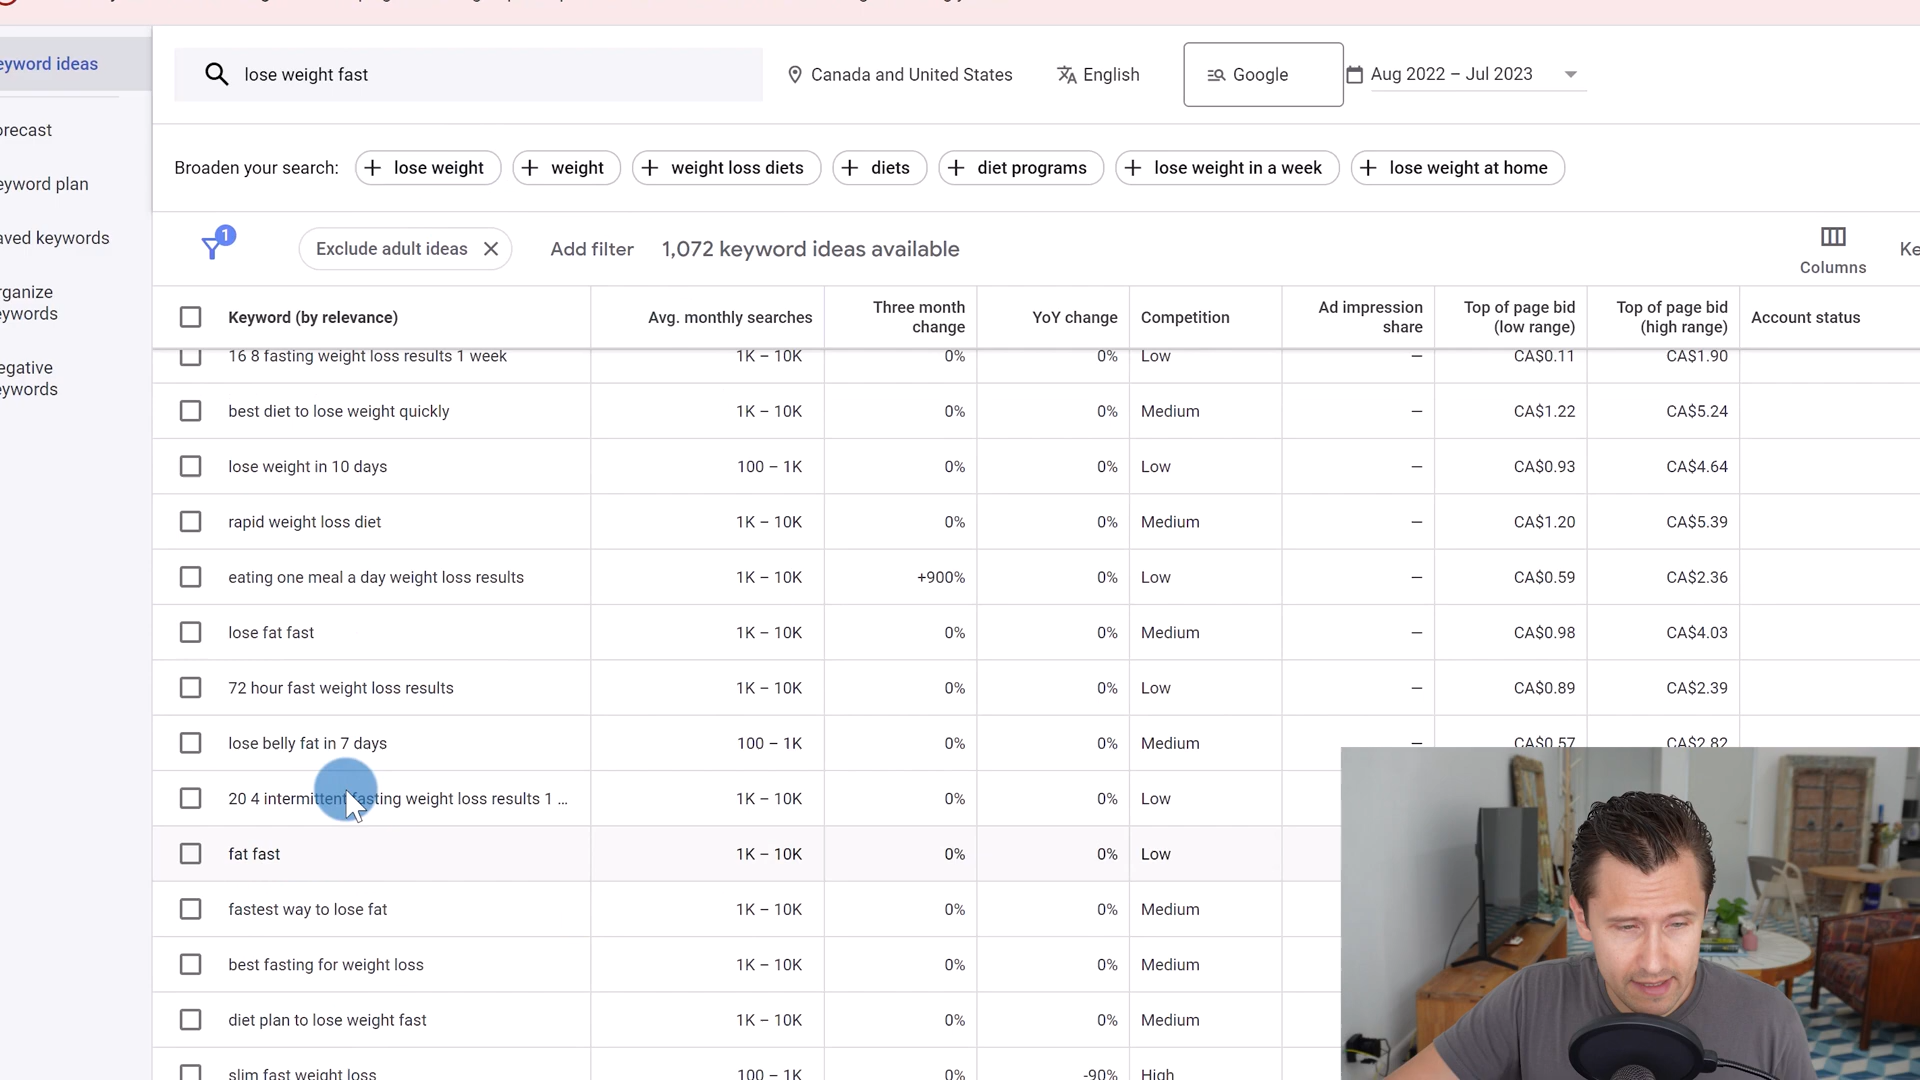 eyword ideas
orecast
eyword plan
aved keywords
rganize
eywords
egative
eywords
lose weight fast
Canada and United States
English
Google
Aug 2022 – Jul 2023
Broaden your search:
lose weight
weight
weight loss diets
diets
diet programs
lose weight in a week
lose weight at home
1
Exclude adult ideas
Add filter
1,072 keyword ideas available
Columns
Ke
Keyword (by relevance) Avg. monthly searches Three month change YoY change Competition Ad impression share Top of page bid (low range) Top of page bid (high range) Account status
16 8 fasting weight loss results 1 week 1K – 10K 0% 0% Low – CA$0.11 CA$1.90
best diet to lose weight quickly 1K – 10K 0% 0% Medium – CA$1.22 CA$5.24
lose weight in 10 days 100 – 1K 0% 0% Low – CA$0.93 CA$4.64
rapid weight loss diet 1K – 10K 0% 0% Medium – CA$1.20 CA$5.39
eating one meal a day weight loss results 1K – 10K +900% 0% Low – CA$0.59 CA$2.36
lose fat fast 1K – 10K 0% 0% Medium – CA$0.98 CA$4.03
72 hour fast weight loss results 1K – 10K 0% 0% Low – CA$0.89 CA$2.39
lose belly fat in 7 days 100 – 1K 0% 0% Medium – CA$0.57 CA$2.82
20 4 intermittent fasting weight loss results 1 ... 1K – 10K 0% 0% Low
fat fast 1K – 10K 0% 0% Low
fastest way to lose fat 1K – 10K 0% 0% Medium
best fasting for weight loss 1K – 10K 0% 0% Medium
diet plan to lose weight fast 1K – 10K 0% 0% Medium
slim fast weight loss 100 – 1K 0% -90% High